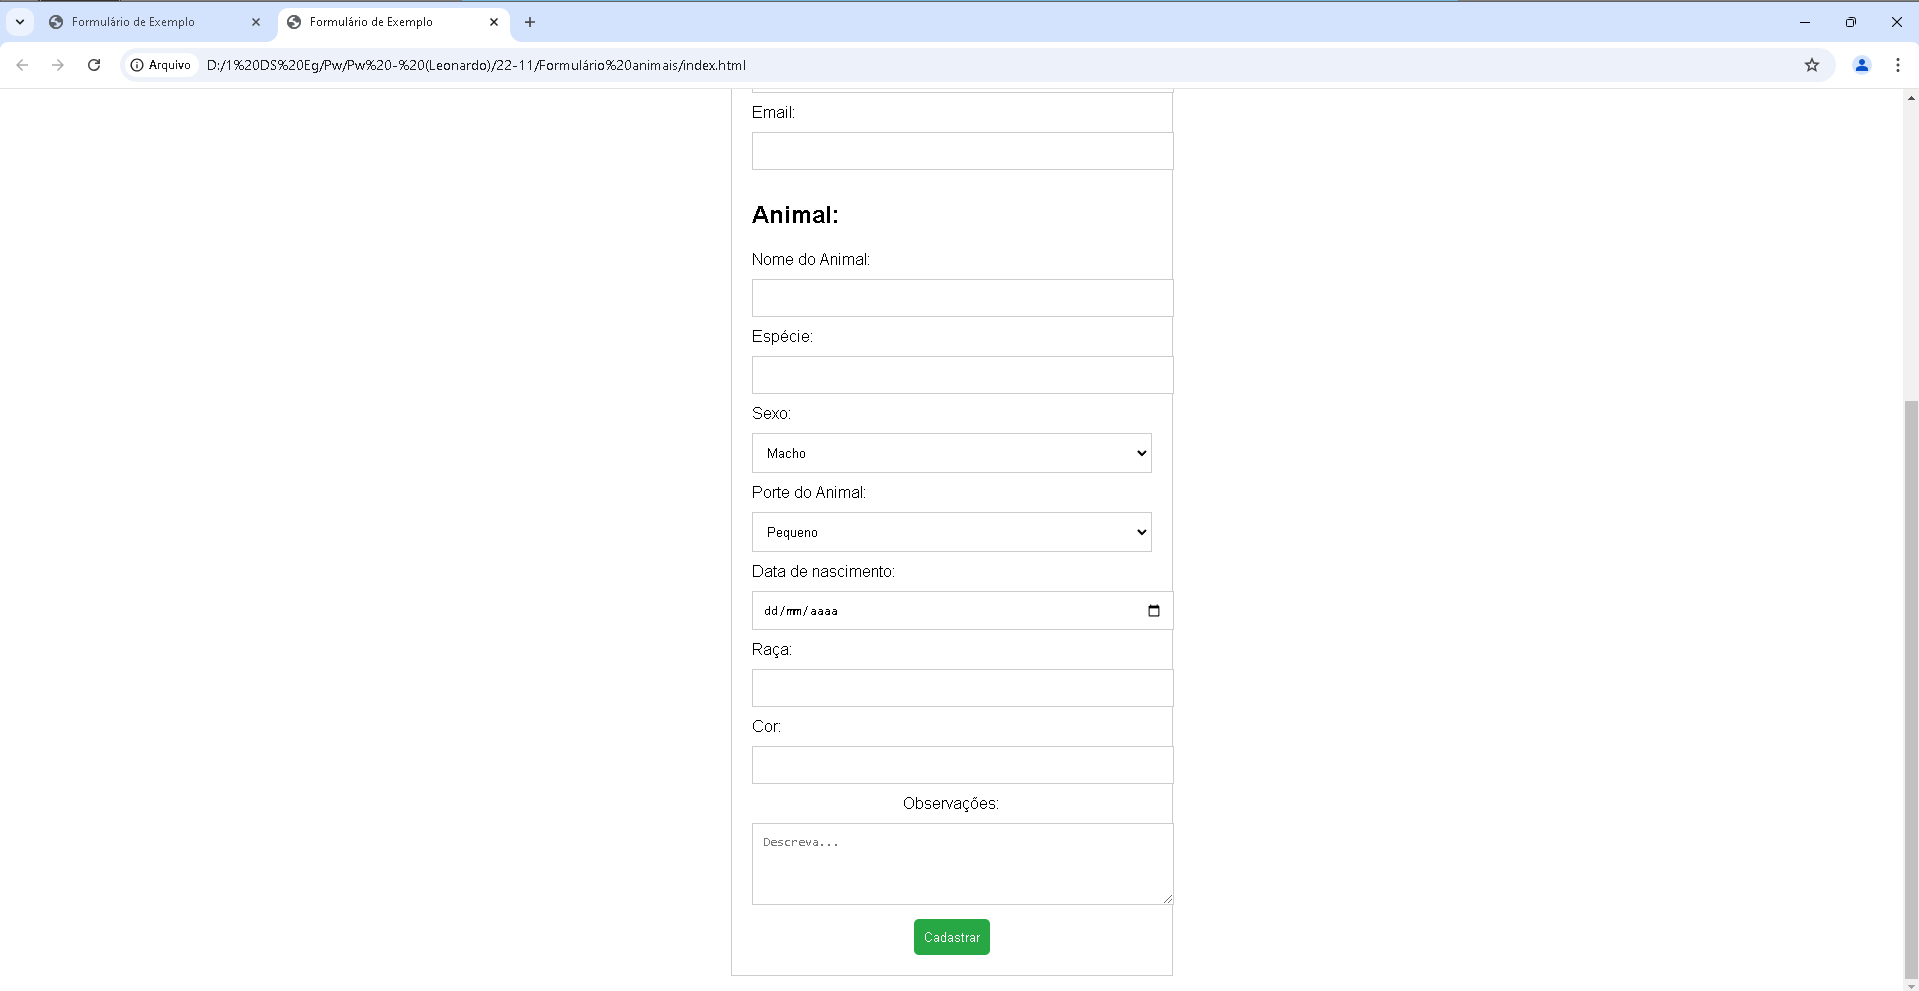 Formulário de Exemplo
Formulário de Exemplo
Arquivo
D:/1%20DS%20Eg/Pw/Pw%20-%20(Leonardo)/22-11/Formulário%20animais/index.html
Email:
Animal:
Nome do Animal:
Espécie:
Sexo:
Macho
Porte do Animal:
Pequeno
Data de nascimento:
dd/mm/aaaa
Raça:
Cor:
Observações:
Descreva...
Cadastrar